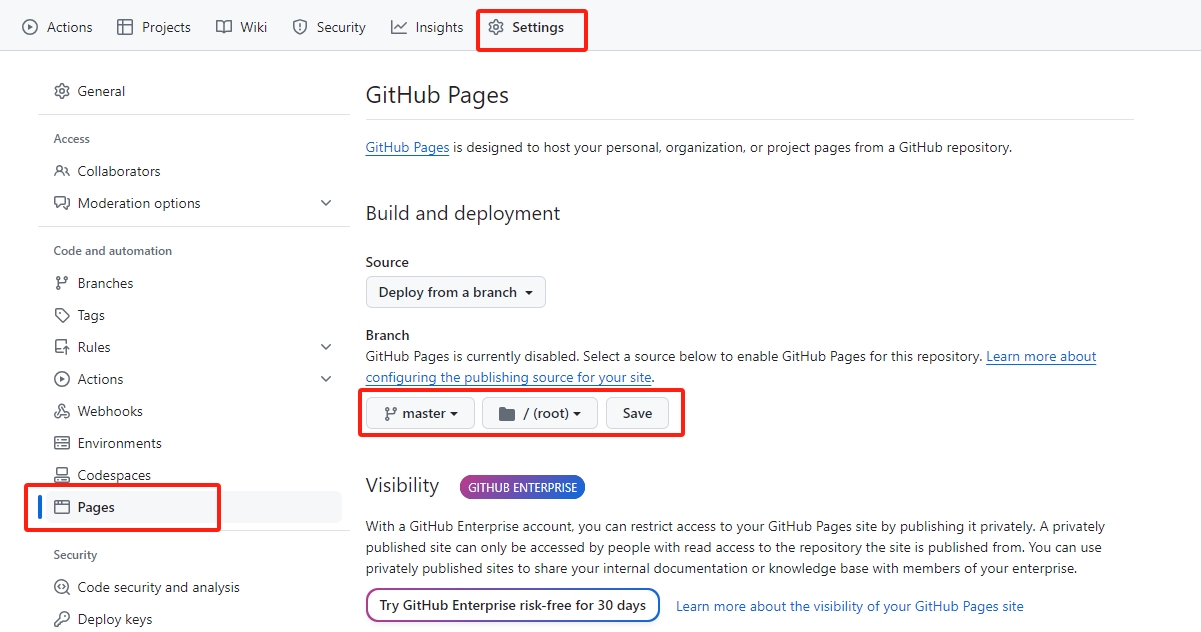 Actions Projects Wiki Security Insights Settings
General
Access
Collaborators
Moderation options
Code and automation
Branches
Tags
Rules
Actions
Webhooks
Environments
Codespaces
Pages
Security
Code security and analysis
Deploy keys
GitHub Pages
GitHub Pages is designed to host your personal, organization, or project pages from a GitHub repository.
Build and deployment
Source
Deploy from a branch
Branch
GitHub Pages is currently disabled. Select a source below to enable GitHub Pages for this repository. Learn more about
configuring the publishing source for your site.
master / (root) Save
Visibility GITHUB ENTERPRISE
With a GitHub Enterprise account, you can restrict access to your GitHub Pages site by publishing it privately. A privately
published site can only be accessed by people with read access to the repository the site is published from. You can use
privately published sites to share your internal documentation or knowledge base with members of your enterprise.
Try GitHub Enterprise risk-free for 30 days Learn more about the visibility of your GitHub Pages site